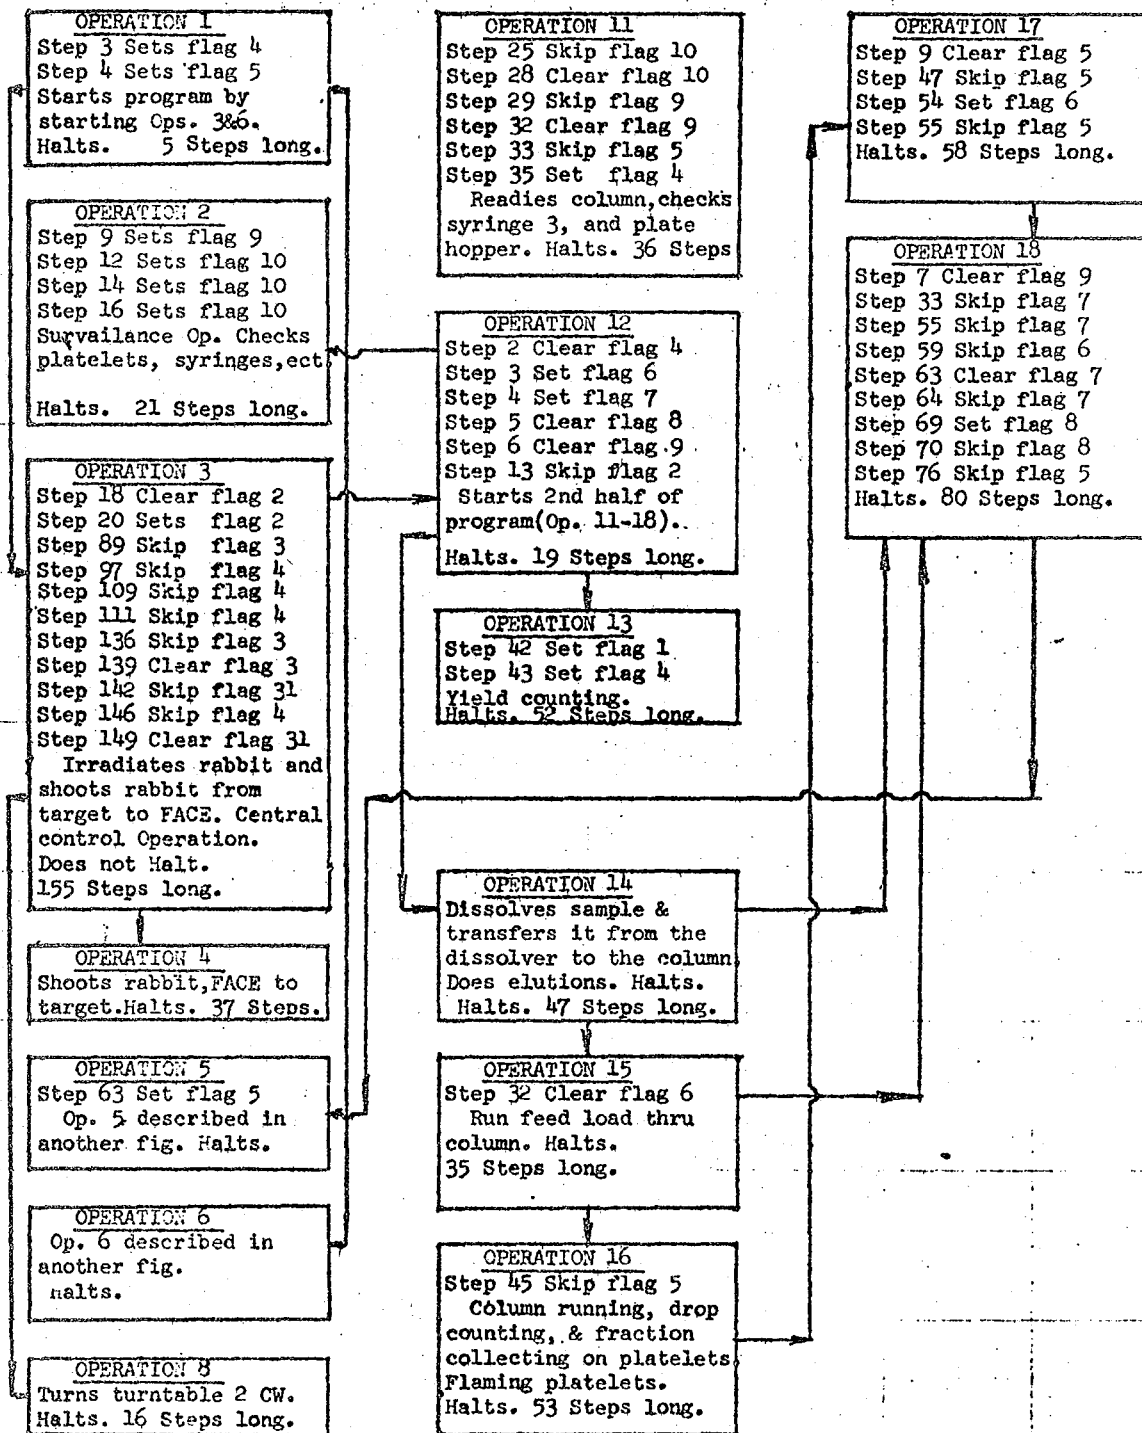 OPERATION 1
Step 3 Sets flag 4
Step 4 Sets flag 5
Starts program by
starting Ops. 3&6.
Halts. 5 Steps long.
OPERATION 2
Step 9 Sets flag 9
Step 12 Sets flag 10
Step 14 Sets flag 10
Step 16 Sets flag 10
Survailance Op. Checks
platelets, syringes,ect
Halts. 21 Steps long.
OPERATION 3
Step 18 Clear flag 2
Step 20 Sets flag 2
Step 89 Skip flag 3
Step 97 Skip flag 4
Step 109 Skip flag 4
Step 111 Skip flag 4
Step 136 Skip flag 3
Step 139 Clear flag 3
Step 142 Skip flag 31
Step 146 Skip flag 4
Step 149 Clear flag 31
Irradiates rabbit and
shoots rabbit from
target to FACE. Central
control Operation.
Does not Halt.
155 Steps long.
OPERATION 4
Shoots rabbit,FACE to
target.Halts. 37 Steps.
OPERATION 5
Step 63 Set flag 5
Op. 5 described in
another fig. Halts.
OPERATION 6
Op. 6 described in
another fig.
halts.
OPERATION 8
Turns turntable 2 CW.
Halts. 16 Steps long.
OPERATION 11
Step 25 Skip flag 10
Step 28 Clear flag 10
Step 29 Skip flag 9
Step 32 Clear flag 9
Step 33 Skip flag 5
Step 35 Set flag 4
Readies column,checks
syringe 3, and plate
hopper. Halts. 36 Steps
OPERATION 12
Step 2 Clear flag 4
Step 3 Set flag 6
Step 4 Set flag 7
Step 5 Clear flag 8
Step 6 Clear flag 9
Step 13 Skip flag 2
Starts 2nd half of
program(Op. 11-18).
Halts. 19 Steps long.
OPERATION 13
Step 42 Set flag 1
Step 43 Set flag 4
Yield counting.
Halts. 52 Steps long.
OPERATION 14
Dissolves sample &
transfers it from the
dissolver to the column
Does elutions. Halts.
Halts. 47 Steps long.
OPERATION 15
Step 32 Clear flag 6
Run feed load thru
column. Halts.
35 Steps long.
OPERATION 16
Step 45 Skip flag 5
Column running, drop
counting, & fraction
collecting on platelets
Flaming platelets.
Halts. 53 Steps long.
OPERATION 17
Step 9 Clear flag 5
Step 47 Skip flag 5
Step 54 Set flag 6
Step 55 Skip flag 5
Halts. 58 Steps long.
OPERATION 18
Step 7 Clear flag 9
Step 33 Skip flag 7
Step 55 Skip flag 7
Step 59 Skip flag 6
Step 63 Clear flag 7
Step 64 Skip flag 7
Step 69 Set flag 8
Step 70 Skip flag 8
Step 76 Skip flag 5
Halts. 80 Steps long.